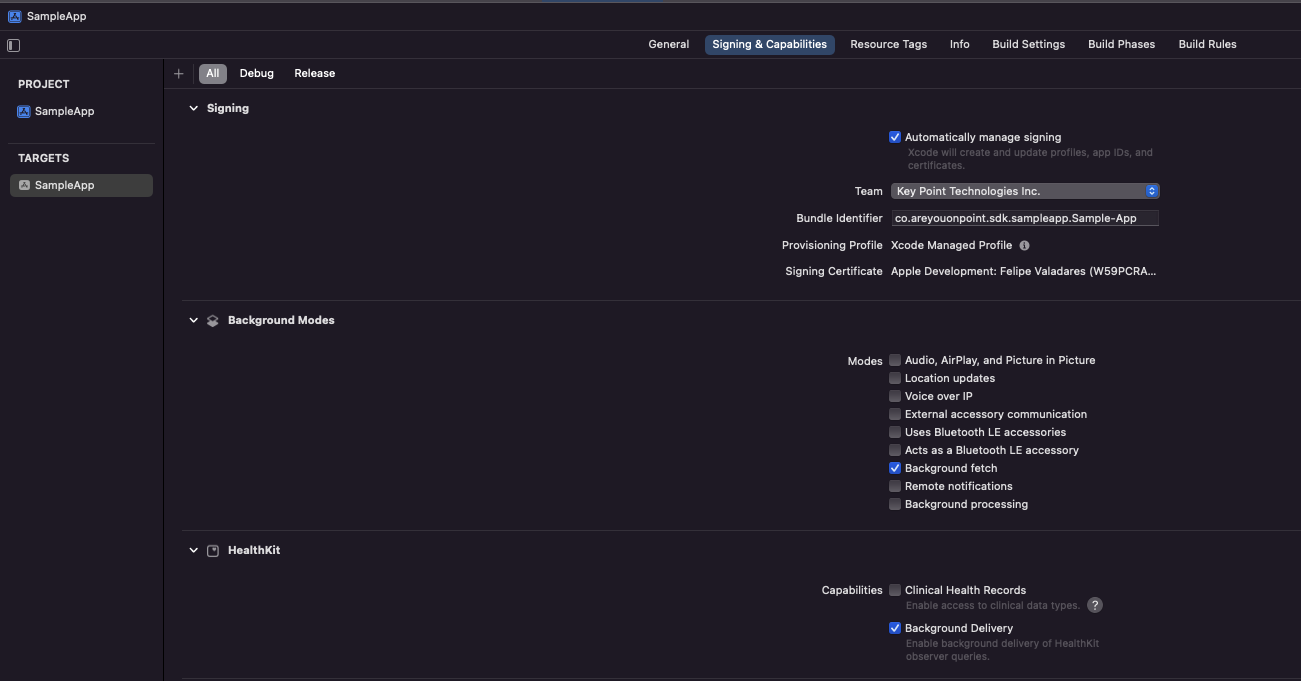 SampleApp
General Signing & Capabilities Resource Tags Info Build Settings Build Phases Build Rules
PROJECT
SampleApp
TARGETS
SampleApp
+ All Debug Release
Signing
Automatically manage signing
Xcode will create and update profiles, app IDs, and
certificates.
Team Key Point Technologies Inc.
Bundle Identifier co.areyouonpoint.sdk.sampleapp.Sample-App
Provisioning Profile Xcode Managed Profile
Signing Certificate Apple Development: Felipe Valadares (W59PCRA...
Background Modes
Modes Audio, AirPlay, and Picture in Picture
Location updates
Voice over IP
External accessory communication
Uses Bluetooth LE accessories
Acts as a Bluetooth LE accessory
Background fetch
Remote notifications
Background processing
HealthKit
Capabilities Clinical Health Records
Enable access to clinical data types. ?
Background Delivery
Enable background delivery of HealthKit
observer queries.